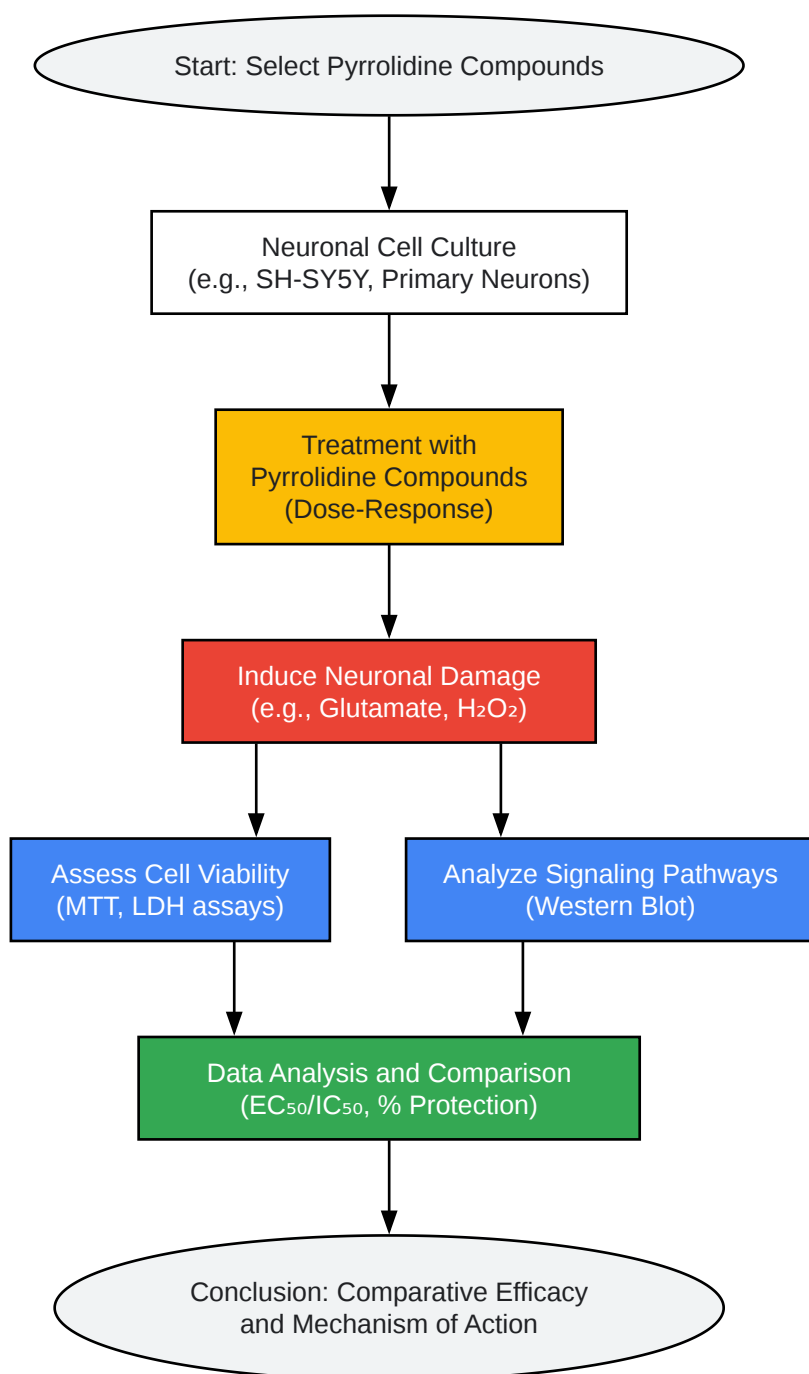 Start: Select Pyrrolidine Compounds
Neuronal Cell Culture
(e.g., SH-SY5Y, Primary Neurons)
Treatment with
Pyrrolidine Compounds
(Dose-Response)
Induce Neuronal Damage
(e.g., Glutamate, H₂O₂)
Assess Cell Viability
(MTT, LDH assays)
Analyze Signaling Pathways
(Western Blot)
Data Analysis and Comparison
(EC₅₀/IC₅₀, % Protection)
Conclusion: Comparative Efficacy
and Mechanism of Action